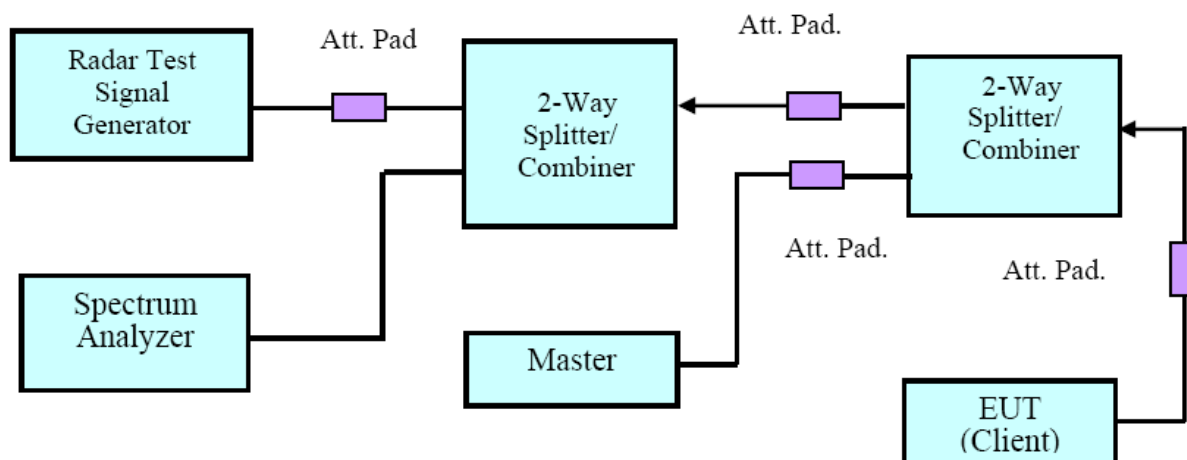 Radar Test
Signal
Generator
Att. Pad
2-Way
Splitter/
Combiner
Att. Pad.
2-Way
Splitter/
Combiner
Att. Pad.
Att. Pad.
Spectrum
Analyzer
Master
EUT
(Client)